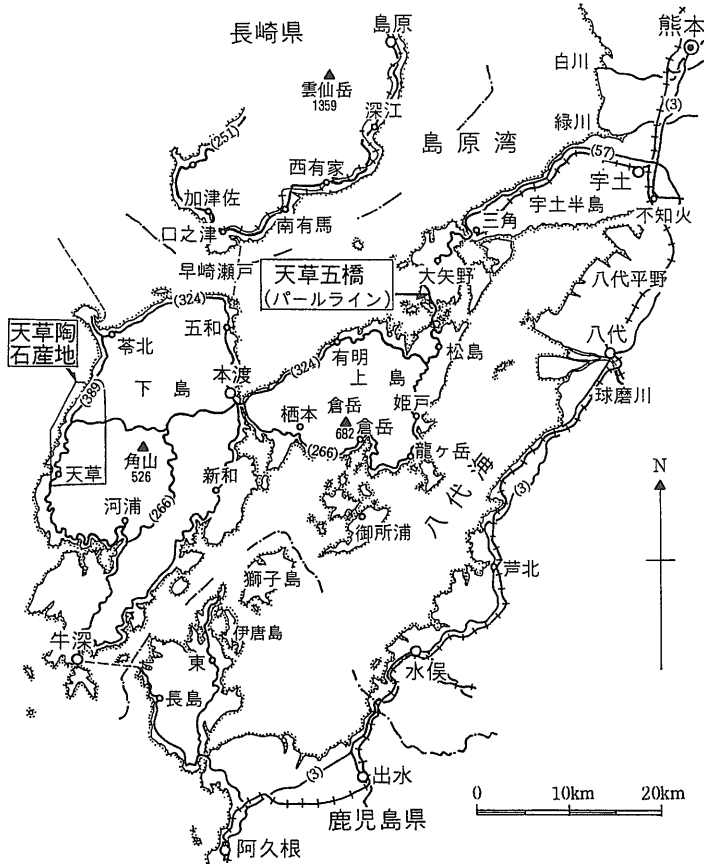 長崎県
島原
熊本
雲仙岳
1359
白川
(3)
深江
緑川
(251)
島原湾
(57)
西有家
宇土
加津佐
宇土半島
不知火
南有馬
三角
口之津
早崎瀬戸
天草五橋
(パールライン)
大矢野
八代平野
(324)
天草陶
石産地
苓北
五和
有明
松島
八代
(324)
上島
下島
本渡
球磨川
(389)
姫戸
栖本
倉岳
682
倉岳
角山
526
(266)
龍ヶ岳
天草
新和
八代海
(3)
N
河浦
(266)
御所浦
獅子島
芦北
伊唐島
牛深
東
水俣
長島
(3)
出水
0 10km 20km
鹿児島県
阿久根